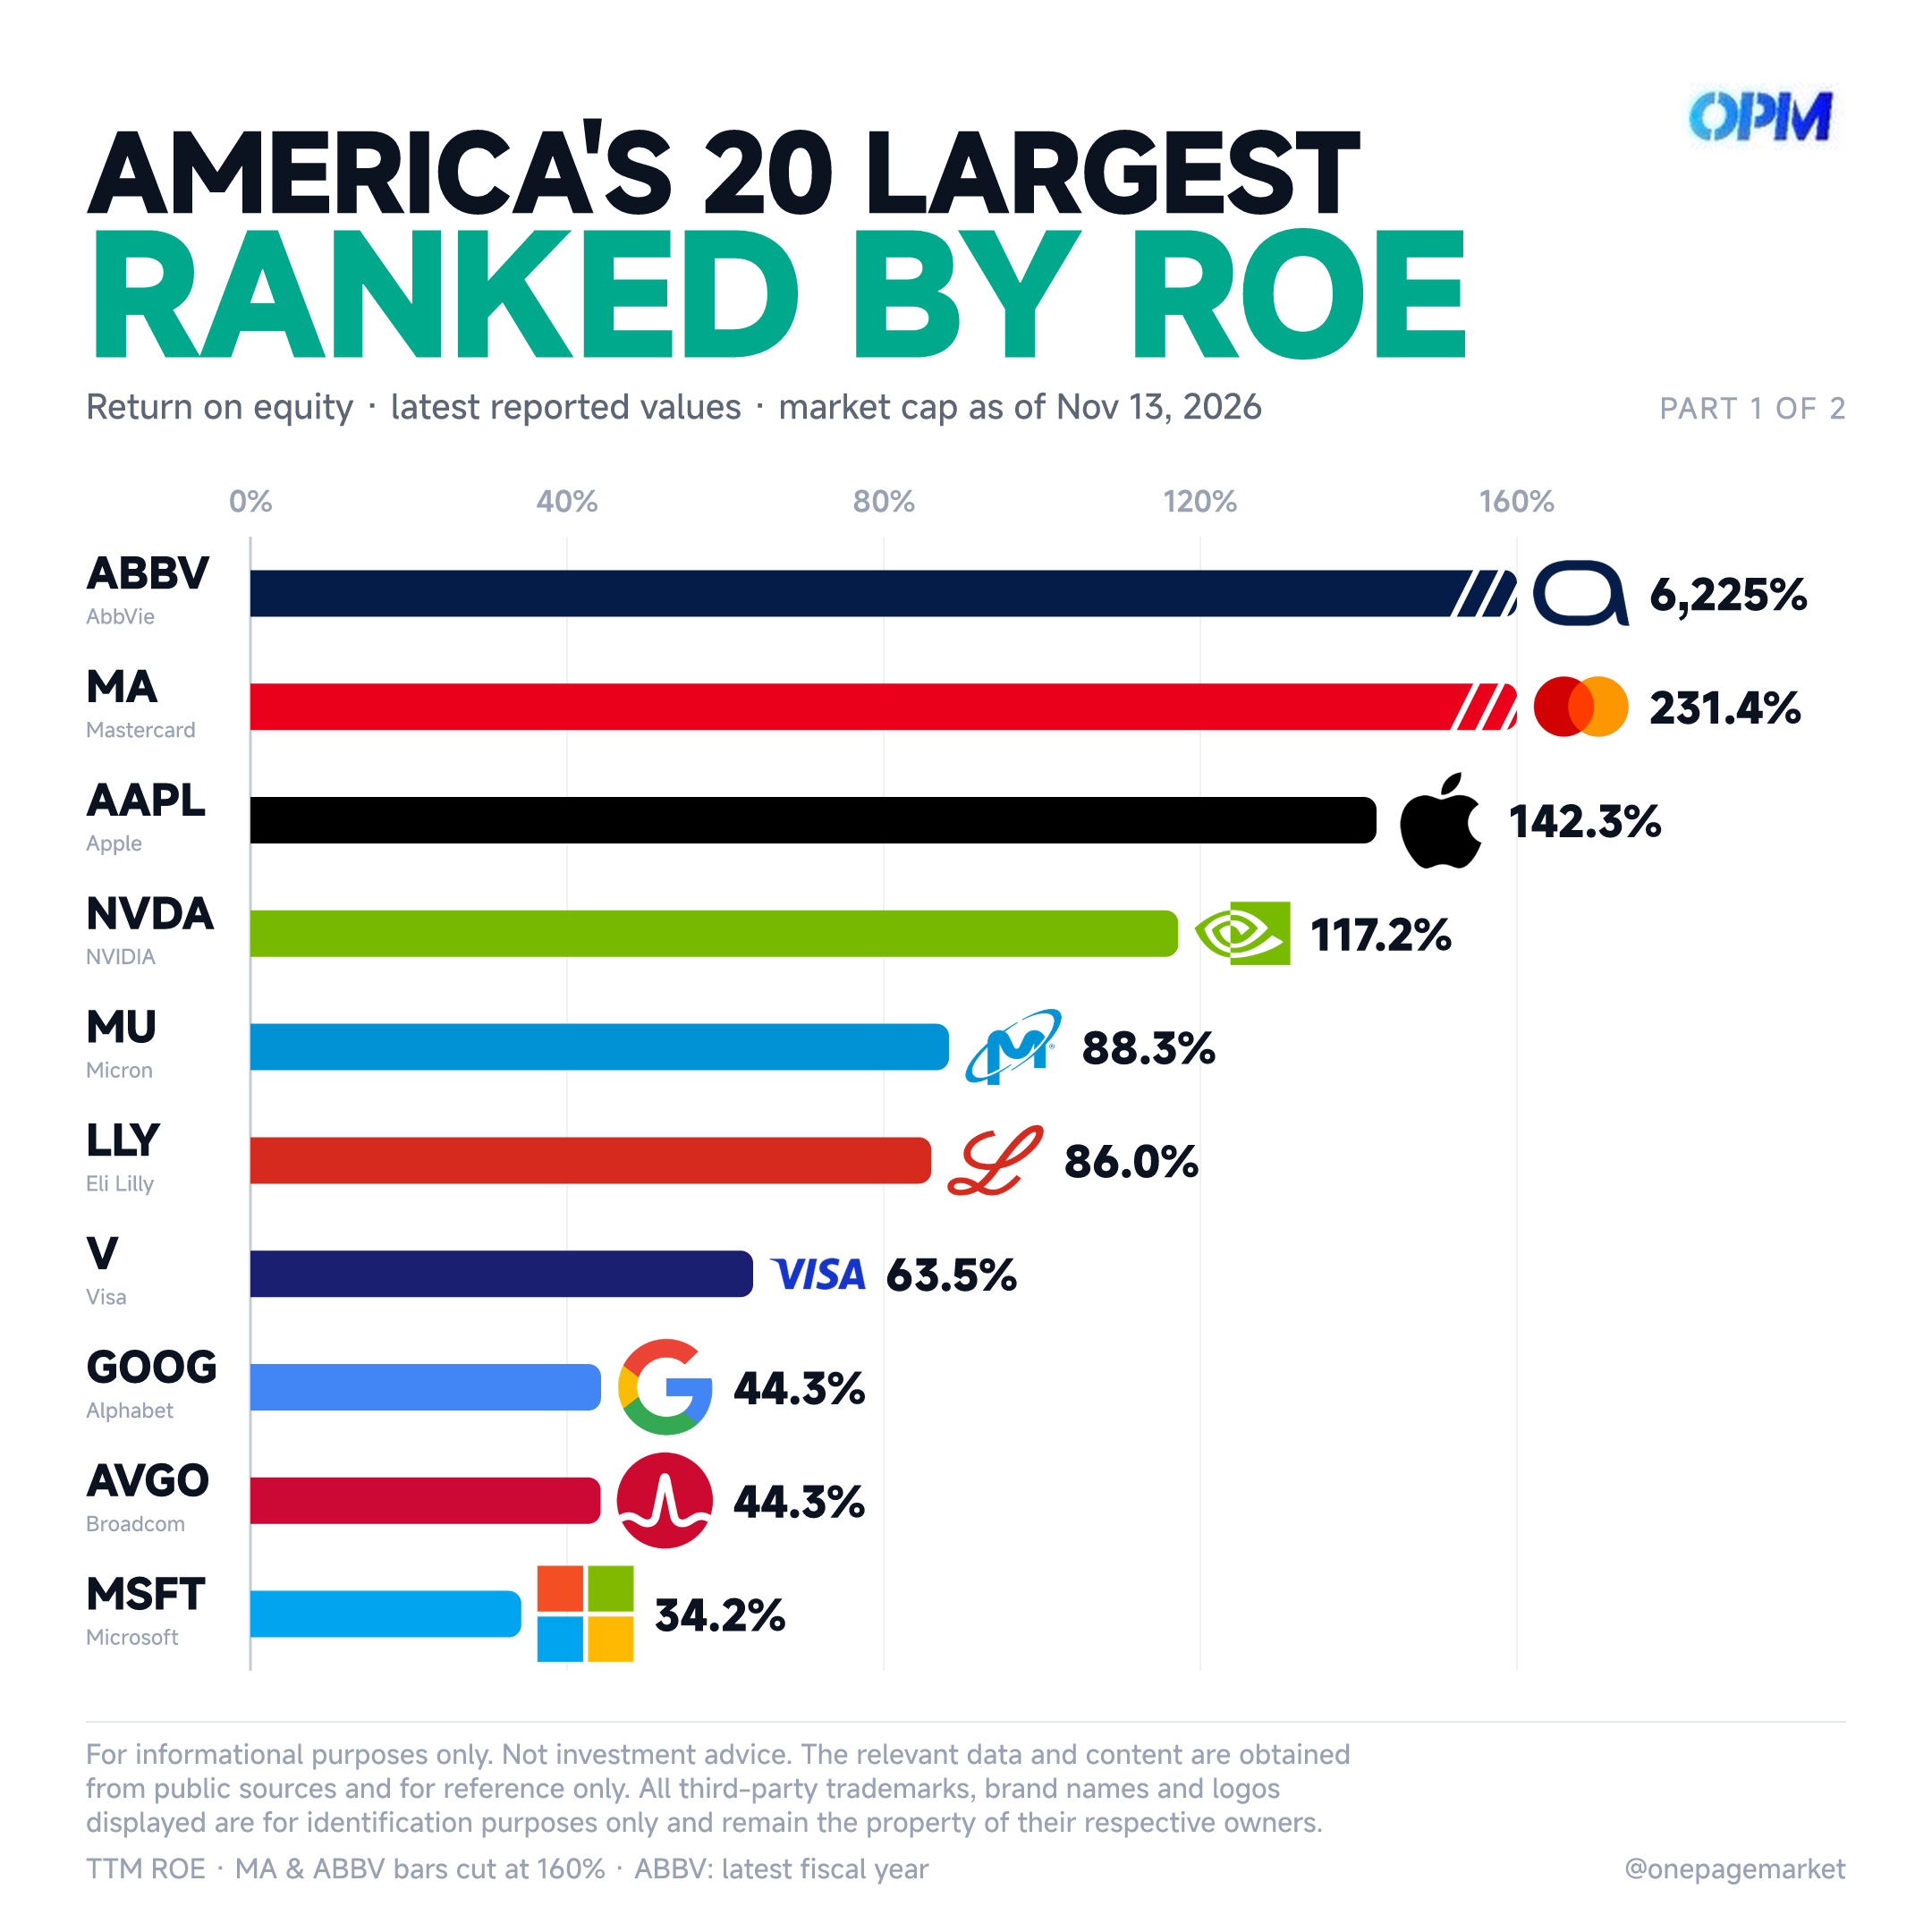 OPM
AMERICA'S 20 LARGEST
RANKED BY ROE
Return on equity · latest reported values · market cap as of Nov 13, 2026
PART 1 OF 2
0% 40% 80% 120% 160%
ABBV
AbbVie
6,225%
MA
Mastercard
231.4%
AAPL
Apple
142.3%
NVDA
NVIDIA
117.2%
MU
Micron
88.3%
LLY
Eli Lilly
86.0%
V
Visa
VISA
63.5%
GOOG
Alphabet
44.3%
AVGO
Broadcom
44.3%
MSFT
Microsoft
34.2%
For informational purposes only. Not investment advice. The relevant data and content are obtained
from public sources and for reference only. All third-party trademarks, brand names and logos
displayed are for identification purposes only and remain the property of their respective owners.
TTM ROE · MA & ABBV bars cut at 160% · ABBV: latest fiscal year
@onepagemarket